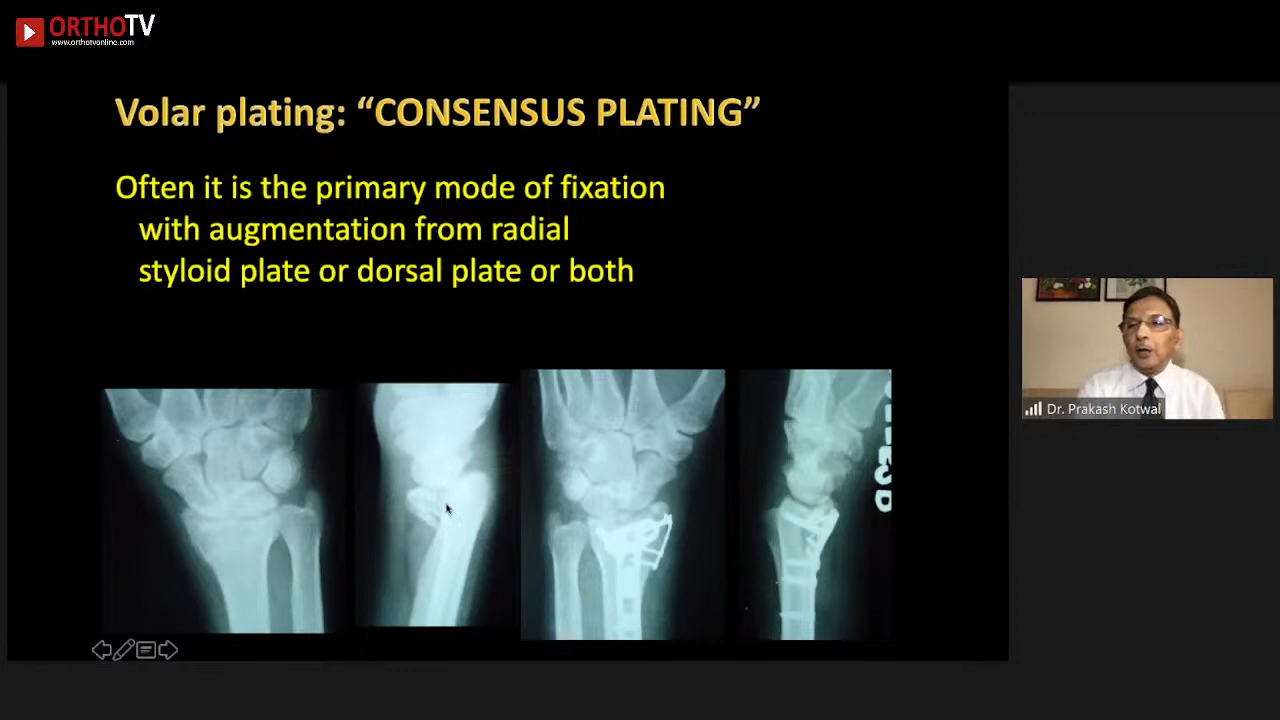 ORTHOTV
www.orthotvonline.com
Volar plating: “CONSENSUS PLATING”
Often it is the primary mode of fixation
with augmentation from radial
styloid plate or dorsal plate or both
Dr. Prakash Kotwal